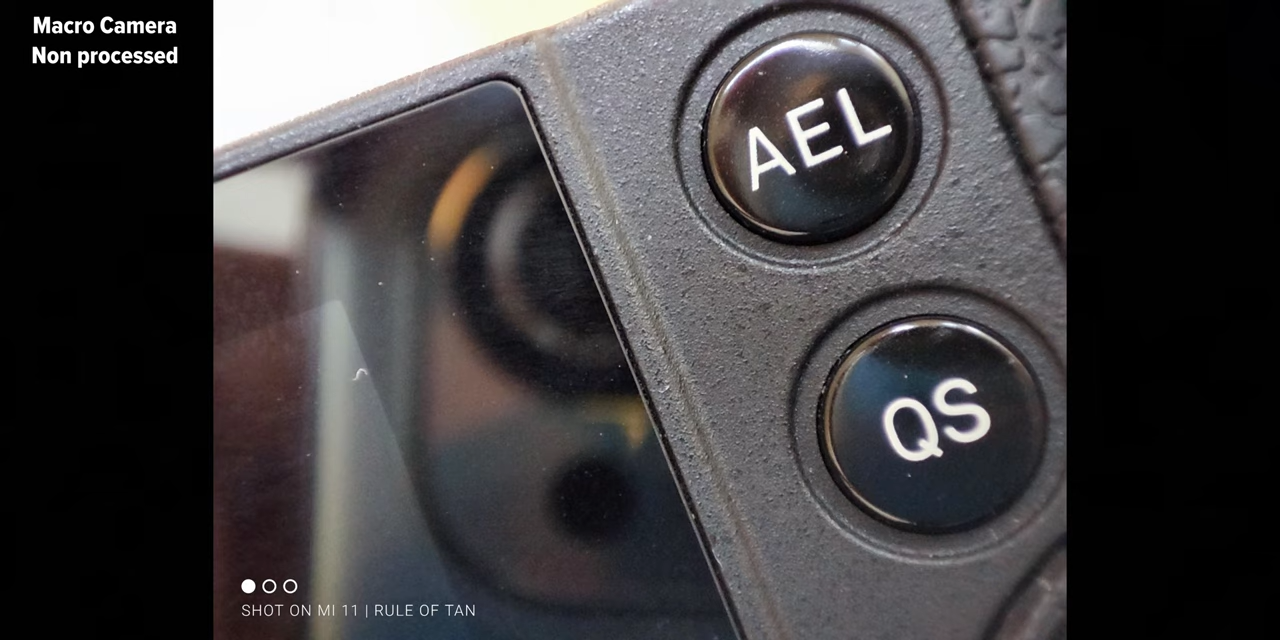 Macro Camera
Non processed
AEL
QS
SHOT ON MI 11 | RULE OF TAN